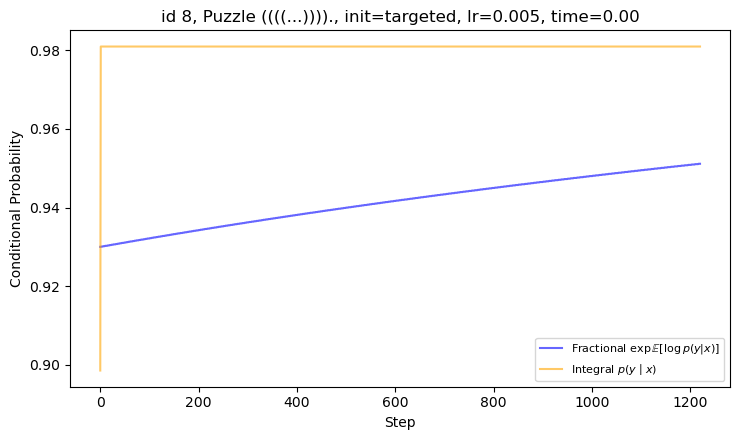 id 8, Puzzle ((((...))))., init=targeted, lr=0.005, time=0.00
Conditional Probability
0.98
0.96
0.94
0.92
0.90
Fractional exp𝔼[log p(y|x)]
Integral p(y | x)
0
200
400
600
800
1000
1200
Step